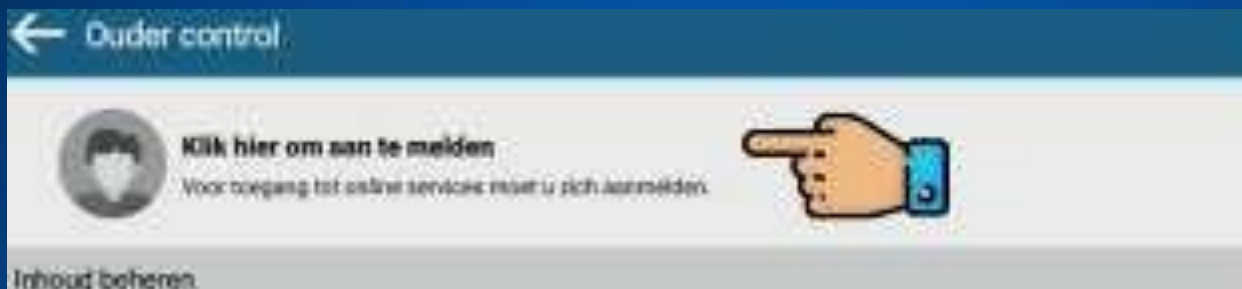 Ouder control
Klik hier om aan te melden
Voor toegang tot online services moet u zich aanmelden.
Inhoud beheren